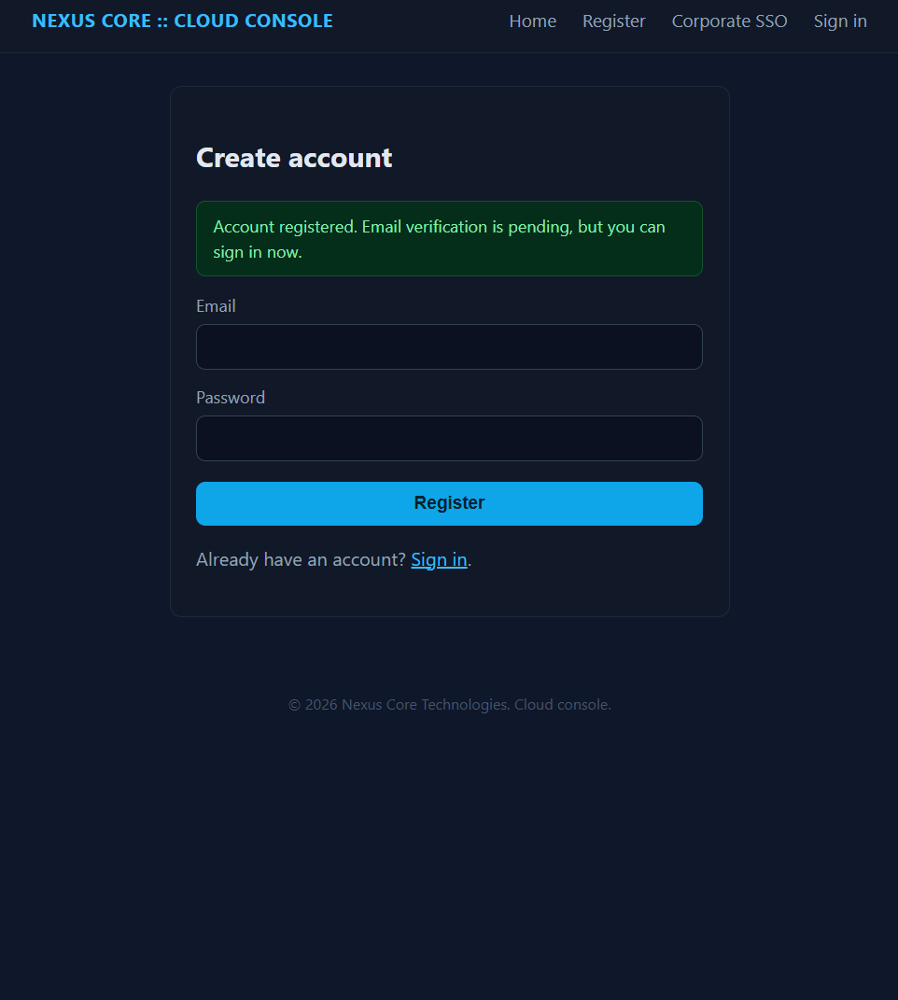 NEXUS CORE :: CLOUD CONSOLE
Home Register Corporate SSO Sign in
Create account
Account registered. Email verification is pending, but you can
sign in now.
Email
Password
Register
Already have an account? Sign in.
© 2026 Nexus Core Technologies. Cloud console.